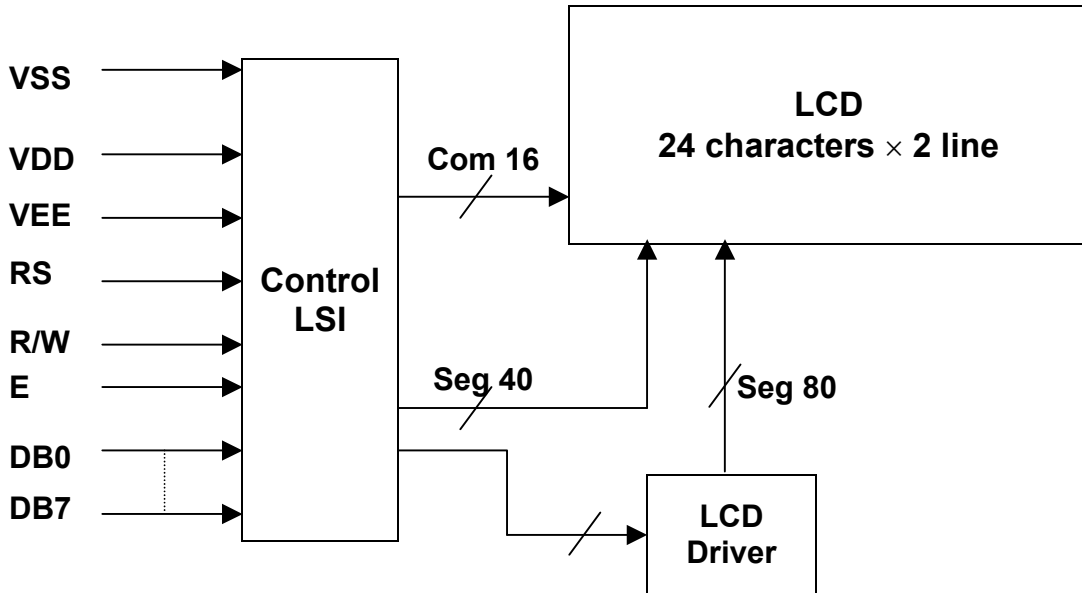 VSS
VDD
VEE
RS
R/W
E
DB0
DB7
Control
LSI
Com 16
Seg 40
LCD
24 characters × 2 line
Seg 80
LCD
Driver